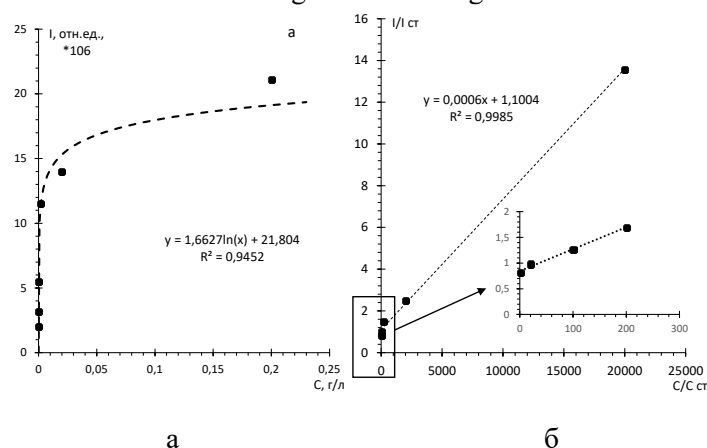 I, отн.ед.,
*106
а
25
20
15
10
5
0
y = 1,6627ln(x) + 21,804
R² = 0,9452
0 0,05 0,1 0,15 0,2 0,25
C, г/л
I/I ст
16
14
12
10
8
6
4
2
0
y = 0,0006x + 1,1004
R² = 0,9985
2
1,5
1
0,5
0
0 100 200 300
0 5000 10000 15000 20000 25000
C/C ст
а б